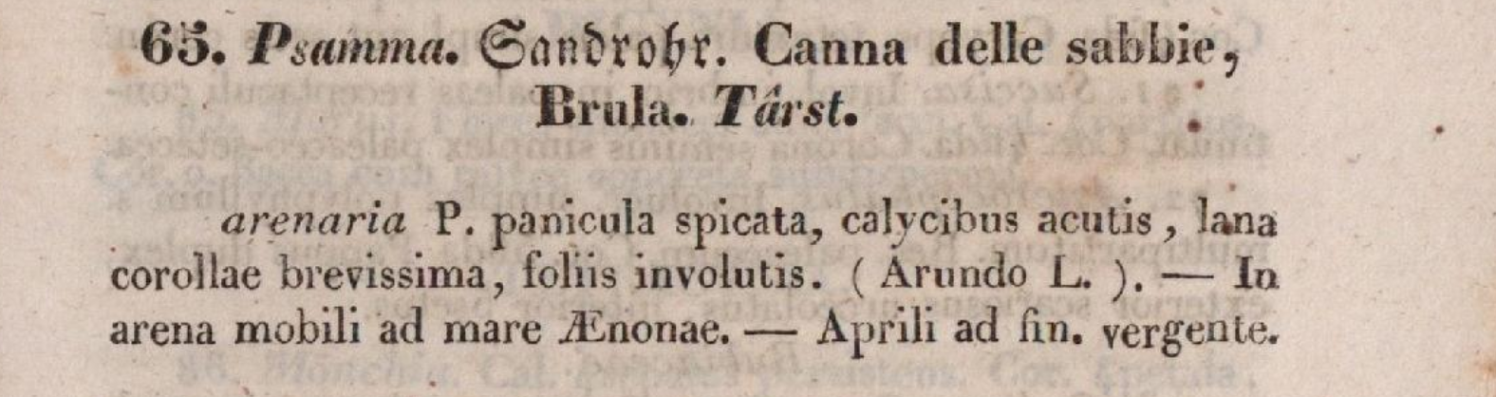 65. Psamma. Sandrohr. Canna delle sabbie,
Brula. Târst.
arenaria P. panicula spicata, calycibus acutis, lana
corollae brevissima, foliis involutis. ( Arundo L. ). — In
arena mobili ad mare Ænonae. — Aprili ad fin. vergente.